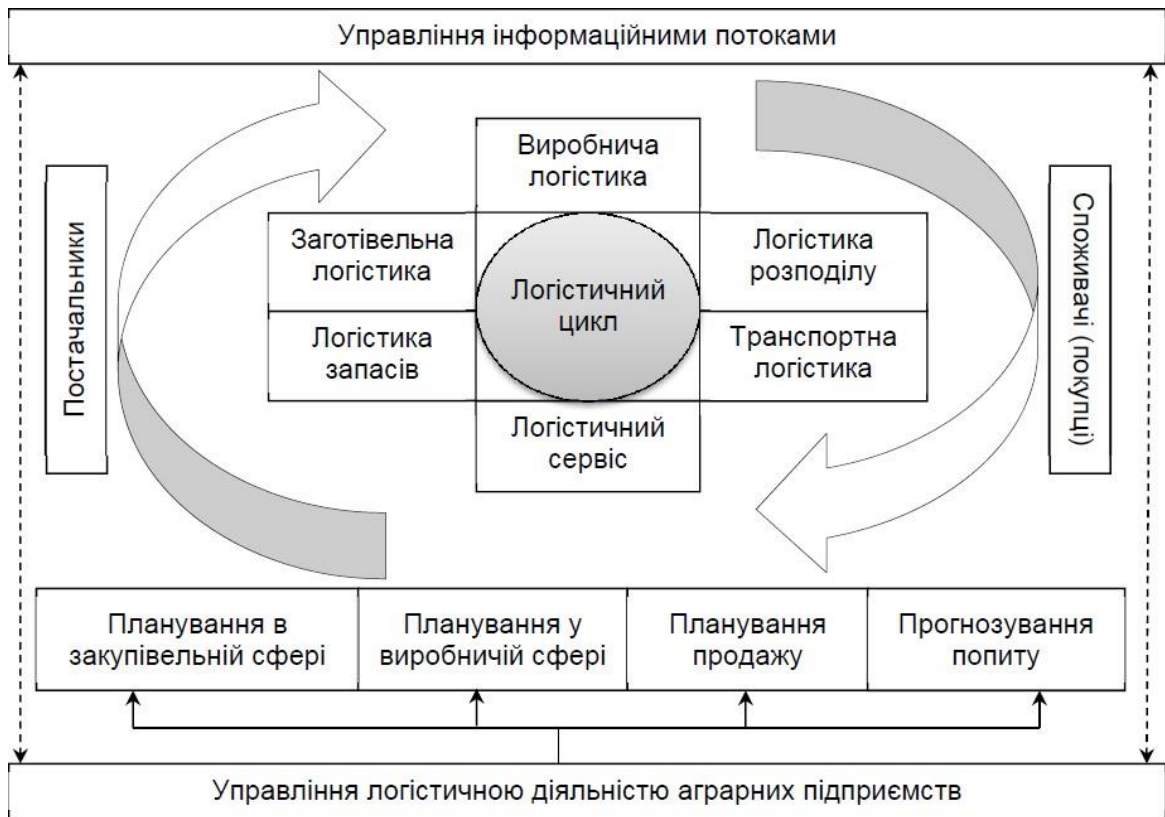 Управління інформаційними потоками
Постачальники
Виробнича
логістика
Заготівельна
логістика
Логістика
розподілу
Логістичний
цикл
Логістика
запасів
Транспортна
логістика
Логістичний
сервіс
Споживачі (покупці)
Планування в
закупівельній сфері
Планування у
виробничій сфері
Планування
продажу
Прогнозування
попиту
Управління логістичною діяльністю аграрних підприємств